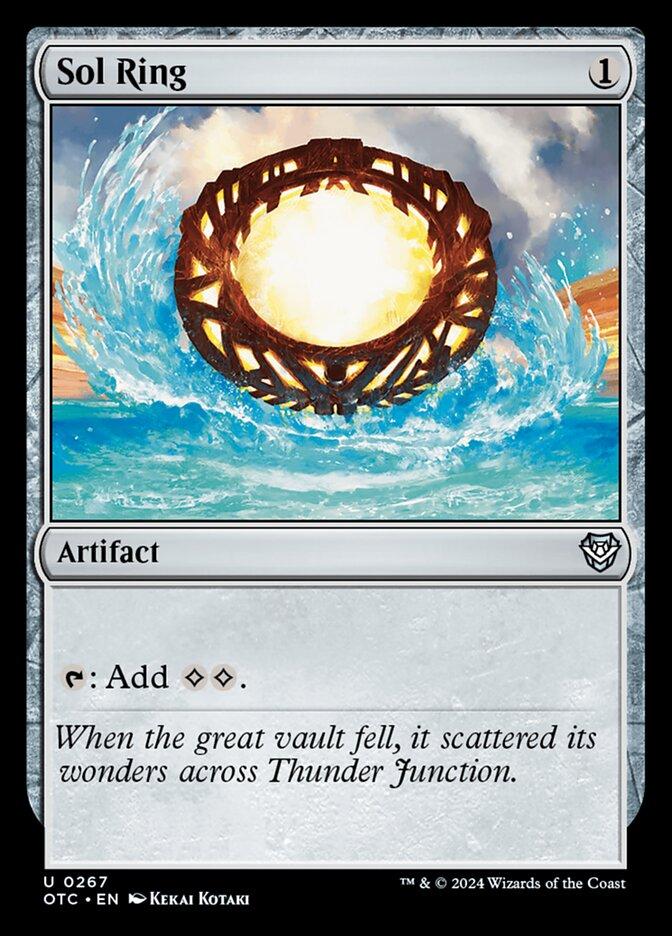 Sol Ring 1
Artifact
: Add .
When the great vault fell, it scattered its
wonders across Thunder Junction.
U 0267
OTC • EN Kekai Kotaki
™ & © 2024 Wizards of the Coast